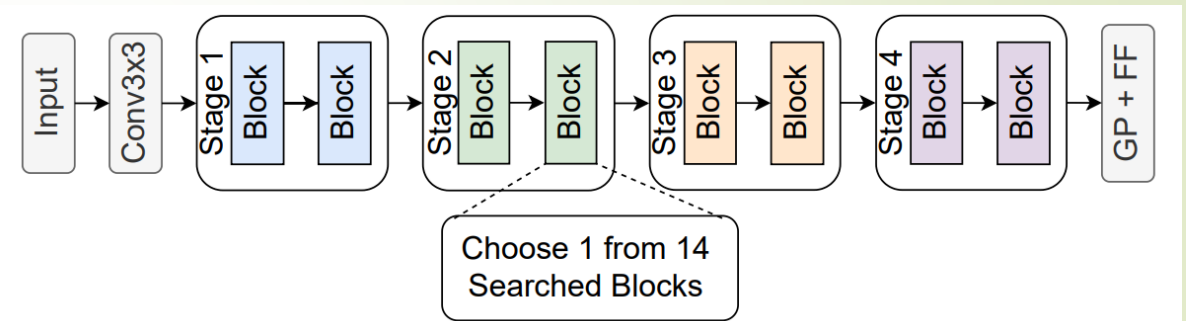 Input
Conv3x3
Stage 1
Block
Block
Stage 2
Block
Block
Stage 3
Block
Block
Stage 4
Block
Block
GP + FF
Choose 1 from 14
Searched Blocks